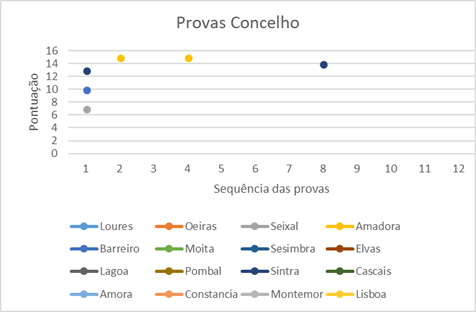 Provas Concelho
16
14
12
10
8
6
4
2
0
Pontuação
1 2 3 4 5 6 7 8 9 10 11 12
Sequência das provas
Loures Oeiras Seixal Amadora
Barreiro Moita Sesimbra Elvas
Lagoa Pombal Sintra Cascais
Amora Constancia Montemor Lisboa